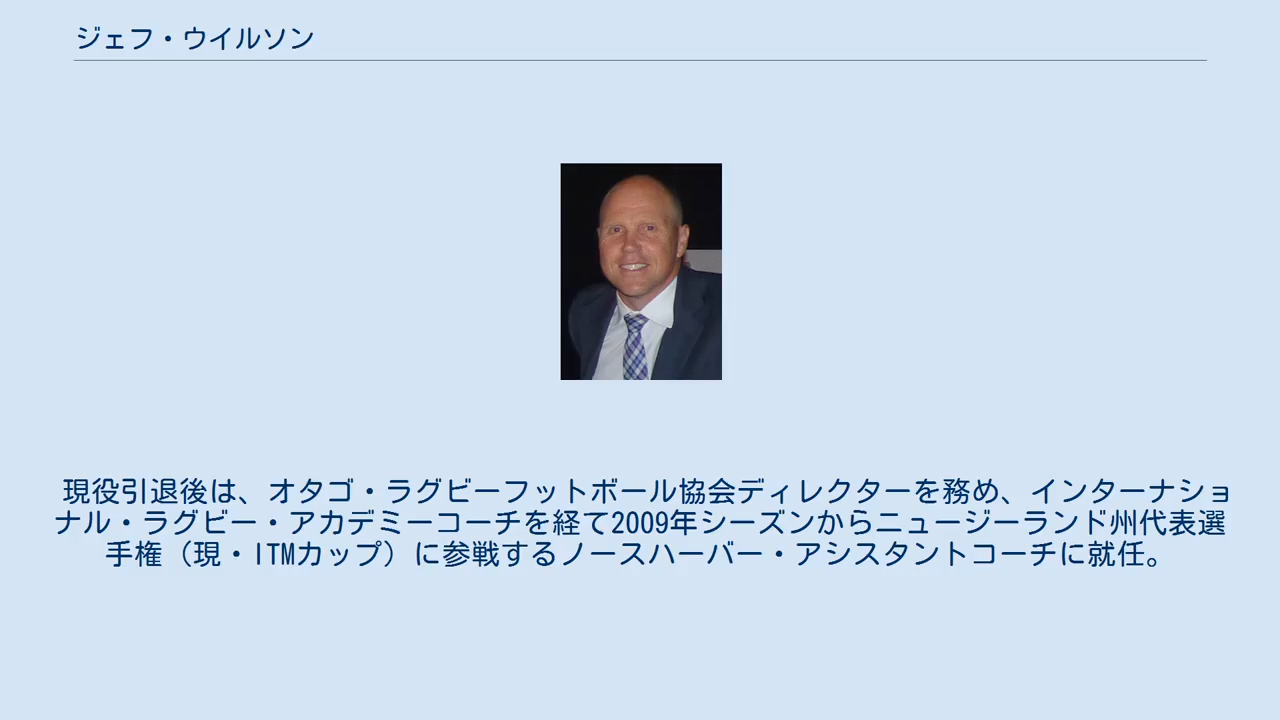 ジェフ・ウイルソン
現役引退後は、オタゴ・ラグビーフットボール協会ディレクターを務め、インターナショ
ナル・ラグビー・アカデミーコーチを経て2009年シーズンからニュージーランド州代表選
手権（現・ITMカップ）に参戦するノースハーバー・アシスタントコーチに就任。